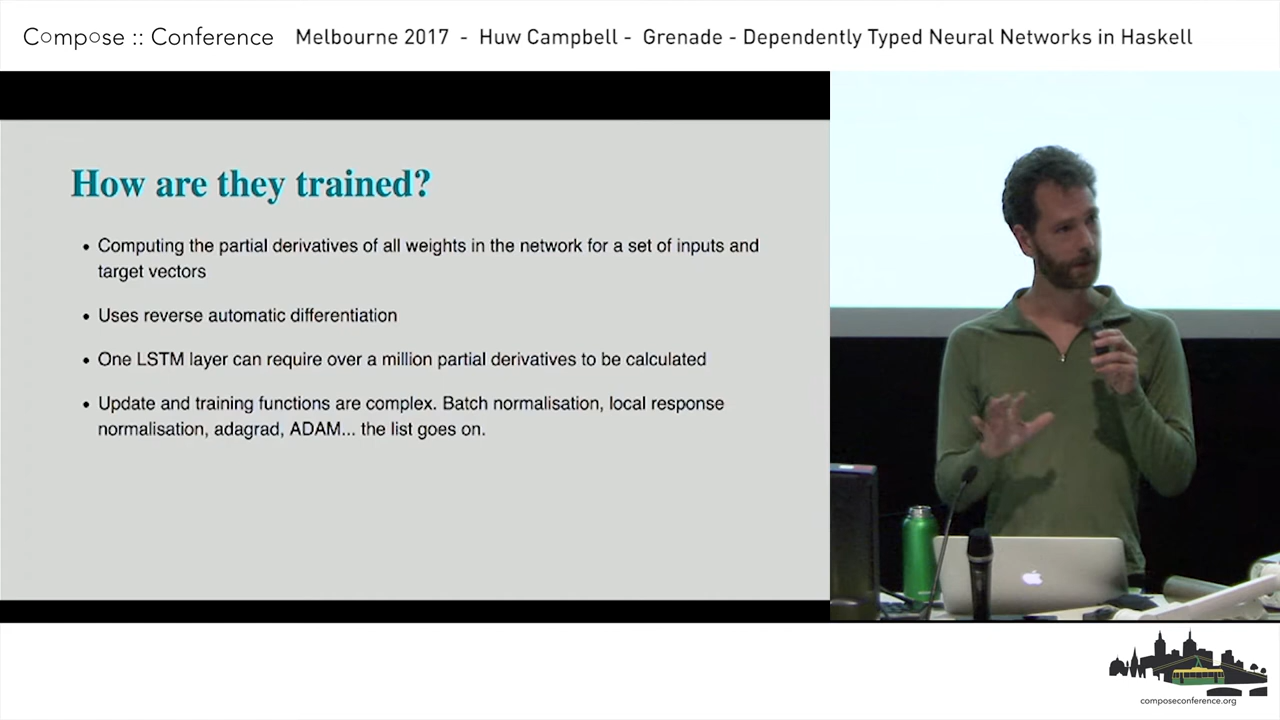 Compose :: Conference Melbourne 2017 - Huw Campbell - Grenade - Dependently Typed Neural Networks in Haskell
How are they trained?
• Computing the partial derivatives of all weights in the network for a set of inputs and
target vectors
• Uses reverse automatic differentiation
• One LSTM layer can require over a million partial derivatives to be calculated
• Update and training functions are complex. Batch normalisation, local response
normalisation, adagrad, ADAM... the list goes on.
composeconference.org